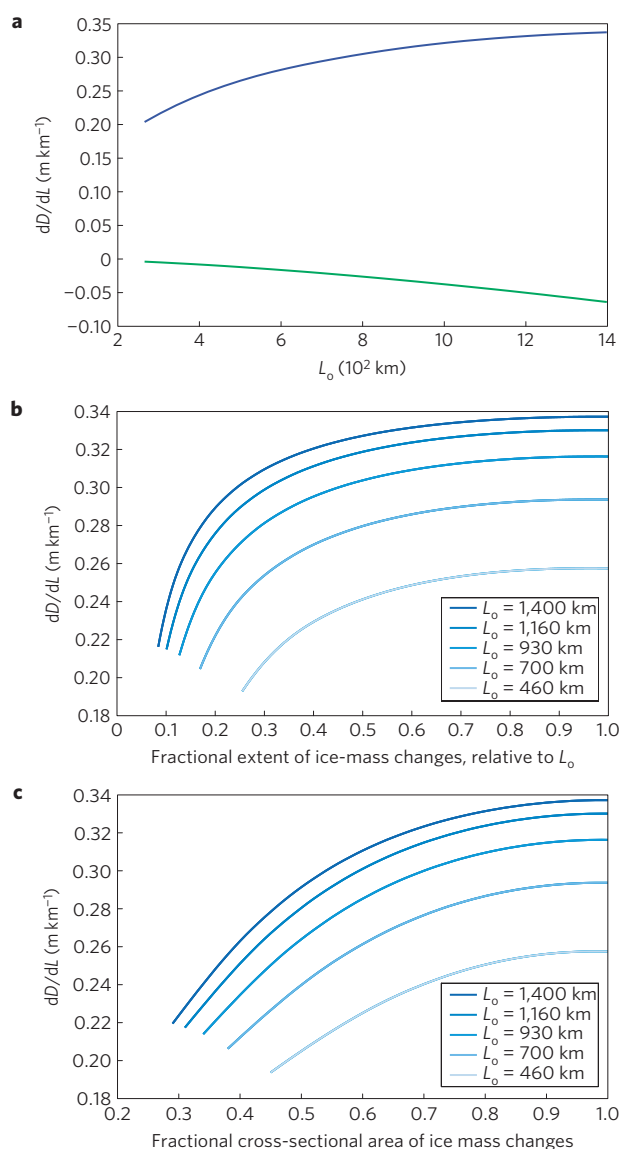 a
0.35
0.30
0.25
0.20
0.15
0.10
0.05
0
−0.05
−0.10
dD/dL (m km⁻¹)
2 4 6 8 10 12 14
Lₒ (10² km)
b
0.34
0.32
0.30
0.28
0.26
0.24
0.22
0.20
0.18
dD/dL (m km⁻¹)
Lₒ = 1,400 km
Lₒ = 1,160 km
Lₒ = 930 km
Lₒ = 700 km
Lₒ = 460 km
0 0.1 0.2 0.3 0.4 0.5 0.6 0.7 0.8 0.9 1.0
Fractional extent of ice-mass changes, relative to Lₒ
c
0.34
0.32
0.30
0.28
0.26
0.24
0.22
0.20
0.18
dD/dL (m km⁻¹)
Lₒ = 1,400 km
Lₒ = 1,160 km
Lₒ = 930 km
Lₒ = 700 km
Lₒ = 460 km
0.2 0.3 0.4 0.5 0.6 0.7 0.8 0.9 1.0
Fractional cross-sectional area of ice mass changes